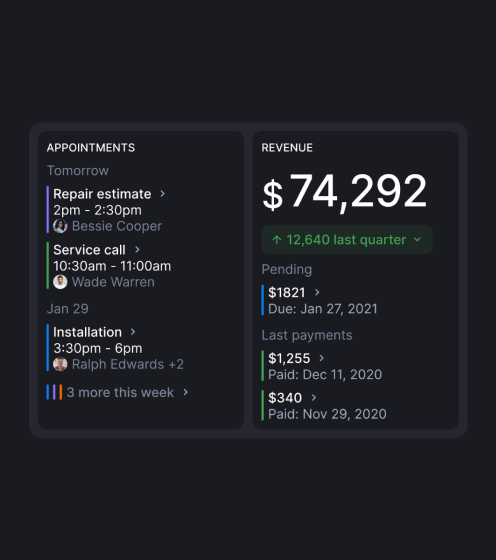 APPOINTMENTS
Tomorrow
Repair estimate
2pm - 2:30pm
Bessie Cooper
Service call
10:30am - 11:00am
Wade Warren
Jan 29
Installation
3:30pm - 6pm
Ralph Edwards +2
3 more this week
REVENUE
$74,292
12,640 last quarter
Pending
$1821
Due: Jan 27, 2021
Last payments
$1,255
Paid: Dec 11, 2020
$340
Paid: Nov 29, 2020